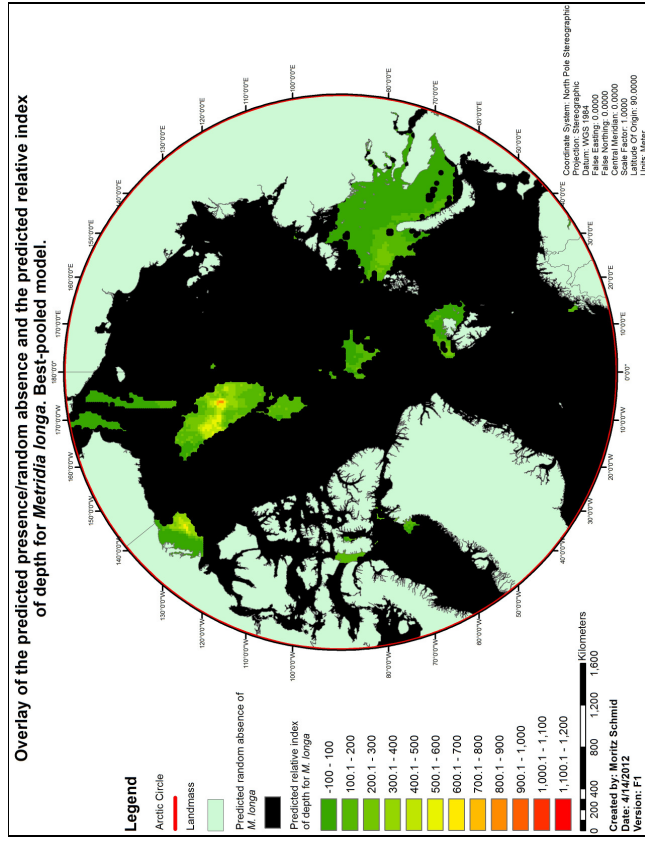 Overlay of the predicted presence/random absence and the predicted relative index
of depth for Metridia longa. Best-pooled model.
180°0'0"
170°0'0"E
160°0'0"E
150°0'0"E
140°0'0"E
130°0'0"E
120°0'0"E
110°0'0"E
100°0'0"E
80°0'0"E
70°0'0"E
50°0'0"E
40°0'0"E
30°0'0"E
20°0'0"E
10°0'0"E
0°0'0"
10°0'0"W
20°0'0"W
30°0'0"W
40°0'0"W
50°0'0"W
60°0'0"W
70°0'0"W
80°0'0"W
100°0'0"W
110°0'0"W
120°0'0"W
130°0'0"W
140°0'0"W
150°0'0"W
160°0'0"W
170°0'0"W
Legend
Arctic Circle
Landmass
Predicted random absence of
M. longa
Predicted relative index
of depth for M. longa
-100 - 100
100.1 - 200
200.1 - 300
300.1 - 400
400.1 - 500
500.1 - 600
600.1 - 700
700.1 - 800
800.1 - 900
900.1 - 1,000
1,000.1 - 1,100
1,100.1 - 1,200
Kilometers
0 200 400 800 1,200 1,600
Created by: Moritz Schmid
Date: 4/14/2012
Version: F1
Coordinate System: North Pole Stereographic
Projection: Stereographic
Datum: WGS 1984
False Easting: 0.0000
False Northing: 0.0000
Central Meridian: 0.0000
Scale Factor: 1.0000
Latitude Of Origin: 90.0000
Units: Meter